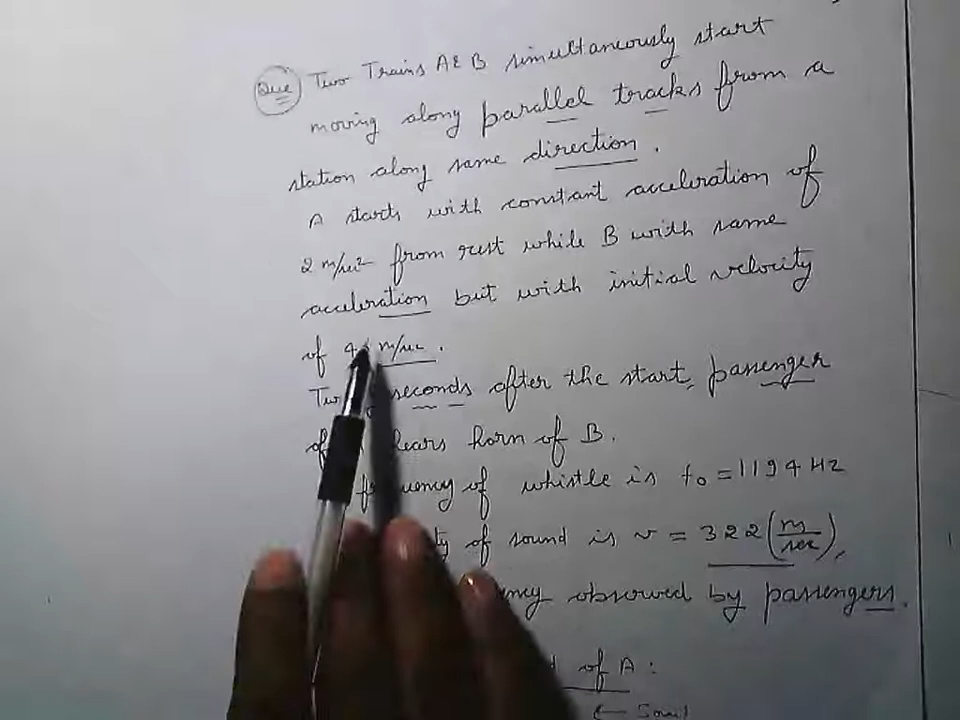 Que Two Trains A & B simultaneously start
moving along parallel tracks from a
station along same direction.
A starts with constant acceleration of
2 m/sec² from rest while B with same
acceleration but with initial velocity
of m/sec.
seconds after the start, passenger
of hears horn of B.
of whistle is f₀ = 1194 Hz
of sound is v = 322 (m/sec),
observed by passengers.
of A:
←